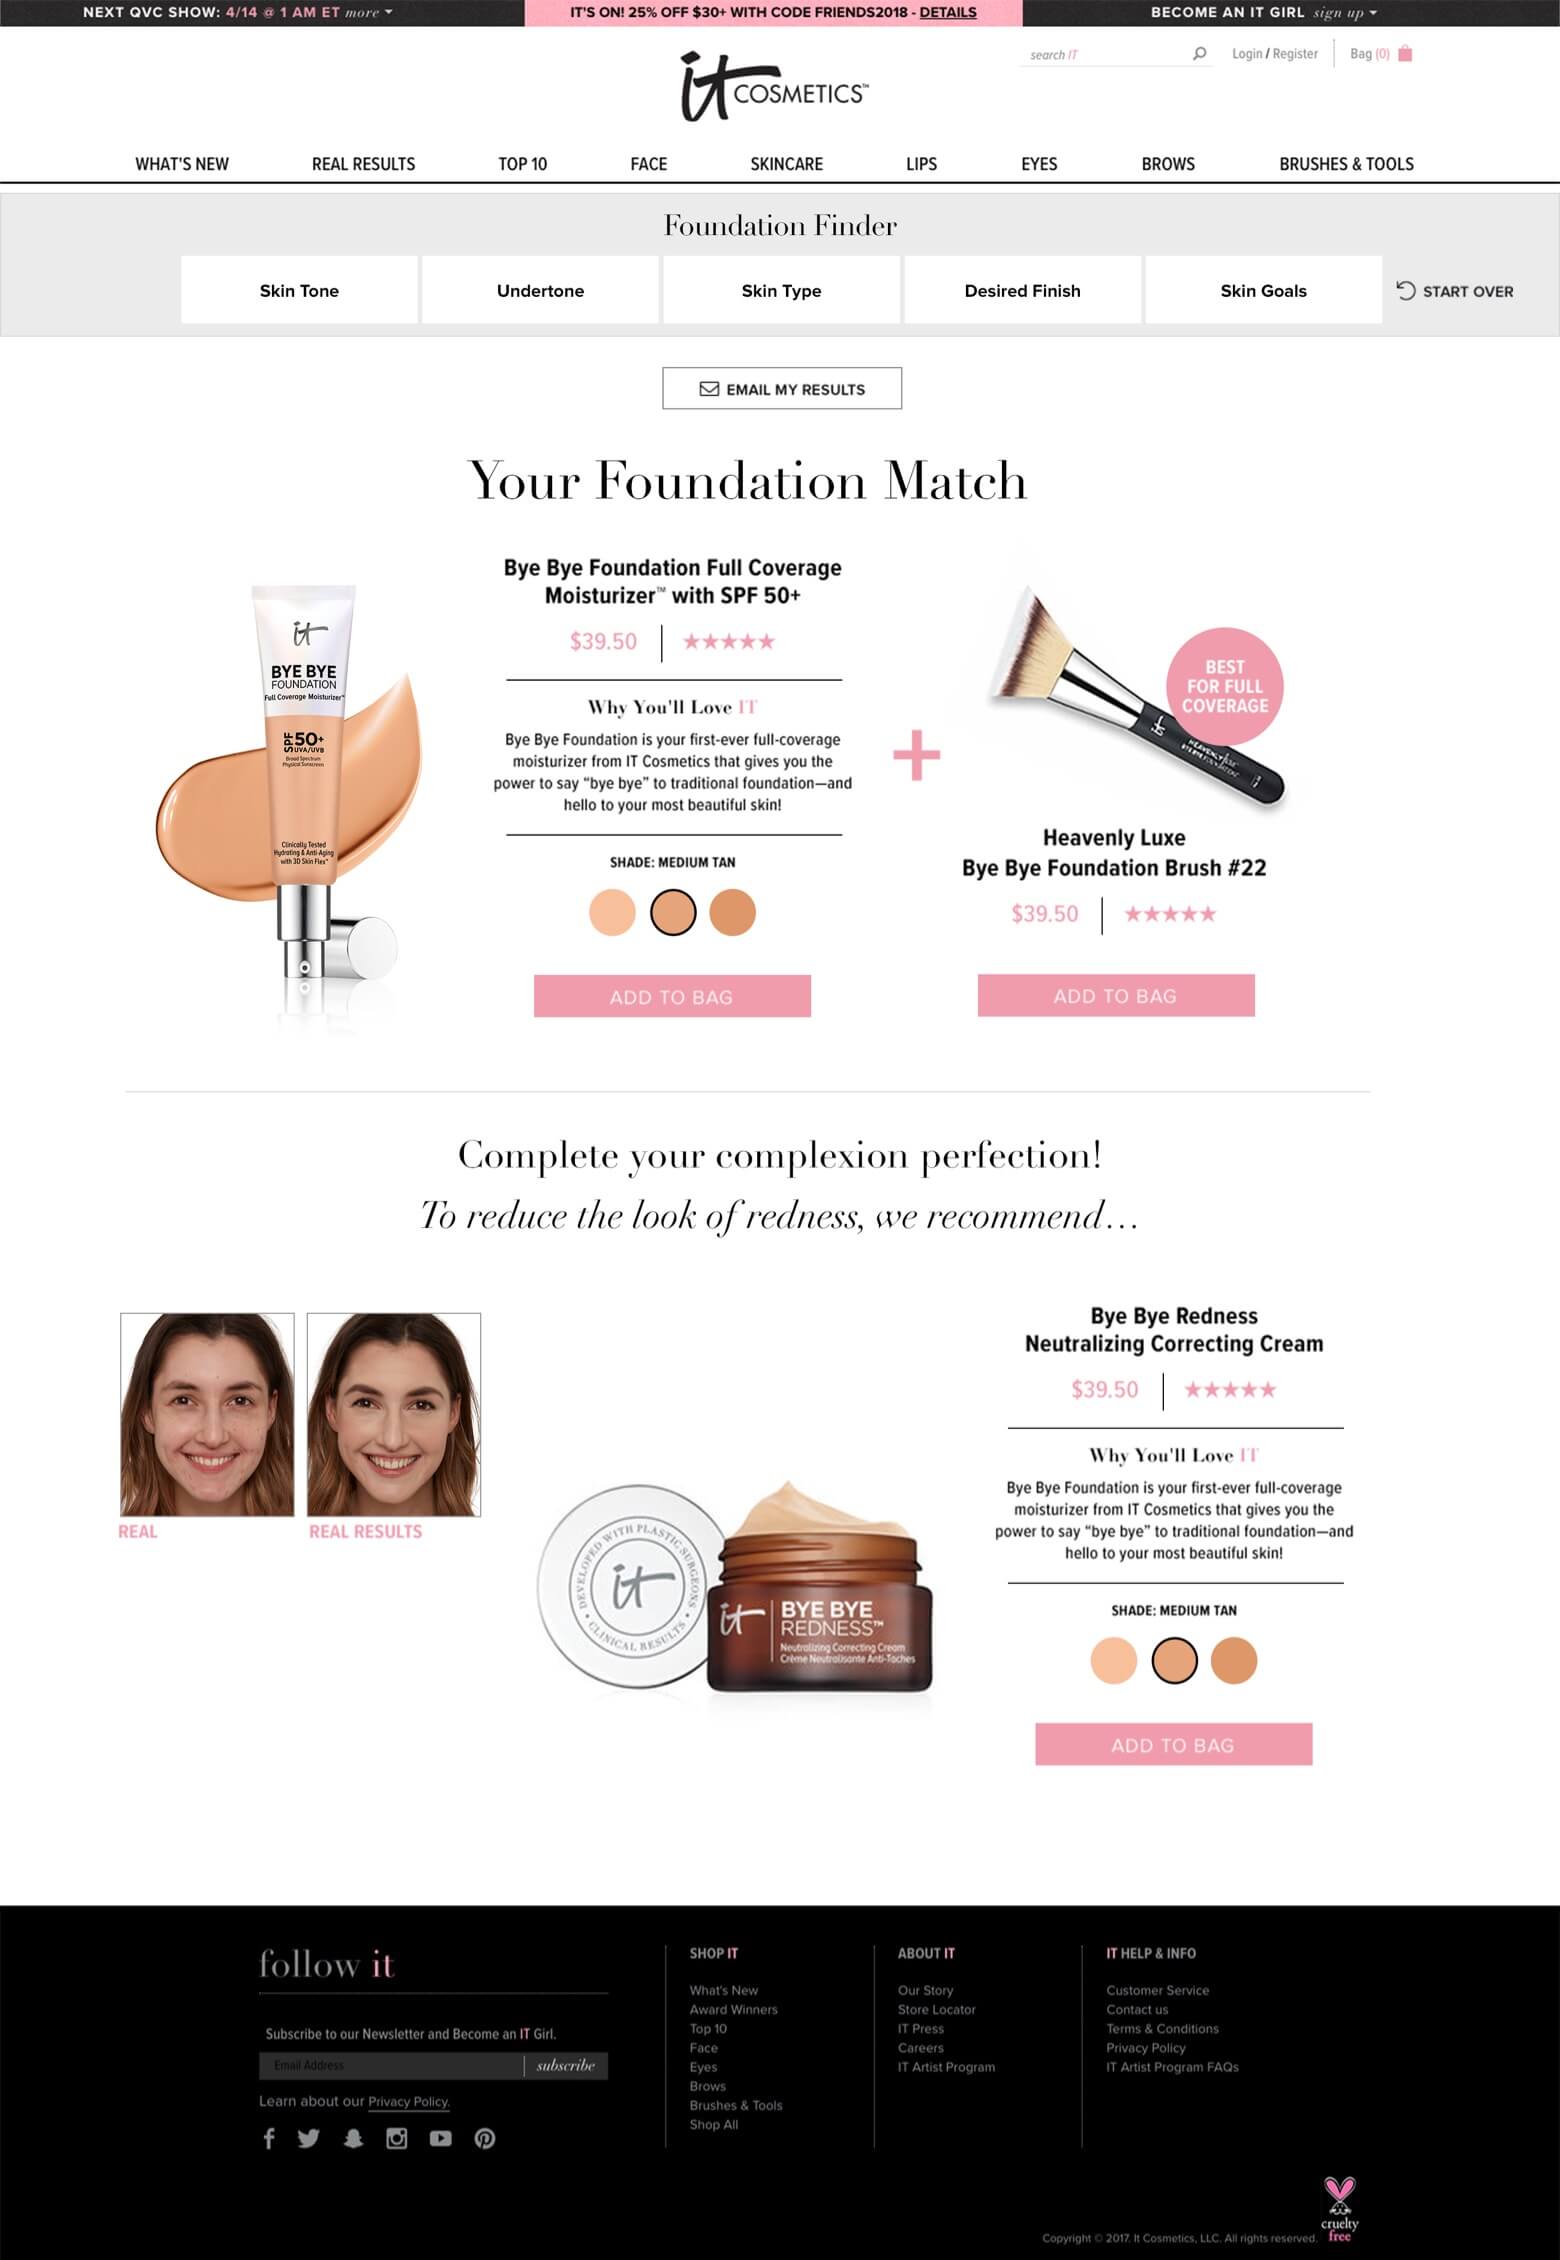 NEXT QVC SHOW: 4/14 @ 1 AM ET more
IT'S ON! 25% OFF $30+ WITH CODE FRIENDS2018 - DETAILS
BECOME AN IT GIRL sign up
search IT
Login / Register
Bag (0)
it COSMETICS™
WHAT'S NEW
REAL RESULTS
TOP 10
FACE
SKINCARE
LIPS
EYES
BROWS
BRUSHES & TOOLS
Foundation Finder
Skin Tone
Undertone
Skin Type
Desired Finish
Skin Goals
START OVER
EMAIL MY RESULTS
Your Foundation Match
it
BYE BYE
FOUNDATION
Full Coverage Moisturizer™
SPF 50+
UVA/UVB
Broad Spectrum
Physical Sunscreen
Clinically Tested
Hydrating & Anti-Aging
with 3D Skin Flex™
Bye Bye Foundation Full Coverage
Moisturizer™ with SPF 50+
$39.50
Why You'll Love IT
Bye Bye Foundation is your first-ever full-coverage
moisturizer from IT Cosmetics that gives you the
power to say “bye bye” to traditional foundation—and
hello to your most beautiful skin!
SHADE: MEDIUM TAN
ADD TO BAG
+
it
BEST
FOR FULL
COVERAGE
Heavenly Luxe
Bye Bye Foundation Brush #22
$39.50
ADD TO BAG
Complete your complexion perfection!
To reduce the look of redness, we recommend...
REAL
REAL RESULTS
DEVELOPED WITH PLASTIC SURGEONS • CLINICAL RESULTS •
it
it
BYE BYE
REDNESS™
Neutralizing Correcting Cream
Crème Neutralisante Anti-Taches
Bye Bye Redness
Neutralizing Correcting Cream
$39.50
Why You'll Love IT
Bye Bye Foundation is your first-ever full-coverage
moisturizer from IT Cosmetics that gives you the
power to say “bye bye” to traditional foundation—and
hello to your most beautiful skin!
SHADE: MEDIUM TAN
ADD TO BAG
follow it
Subscribe to our Newsletter and Become an IT Girl.
Email Address
subscribe
Learn about our Privacy Policy.
SHOP IT
What's New
Award Winners
Top 10
Face
Eyes
Brows
Brushes & Tools
Shop All
ABOUT IT
Our Story
Store Locator
IT Press
Careers
IT Artist Program
IT HELP & INFO
Customer Service
Contact us
Terms & Conditions
Privacy Policy
IT Artist Program FAQs
Copyright © 2017. It Cosmetics, LLC. All rights reserved.
cruelty
free